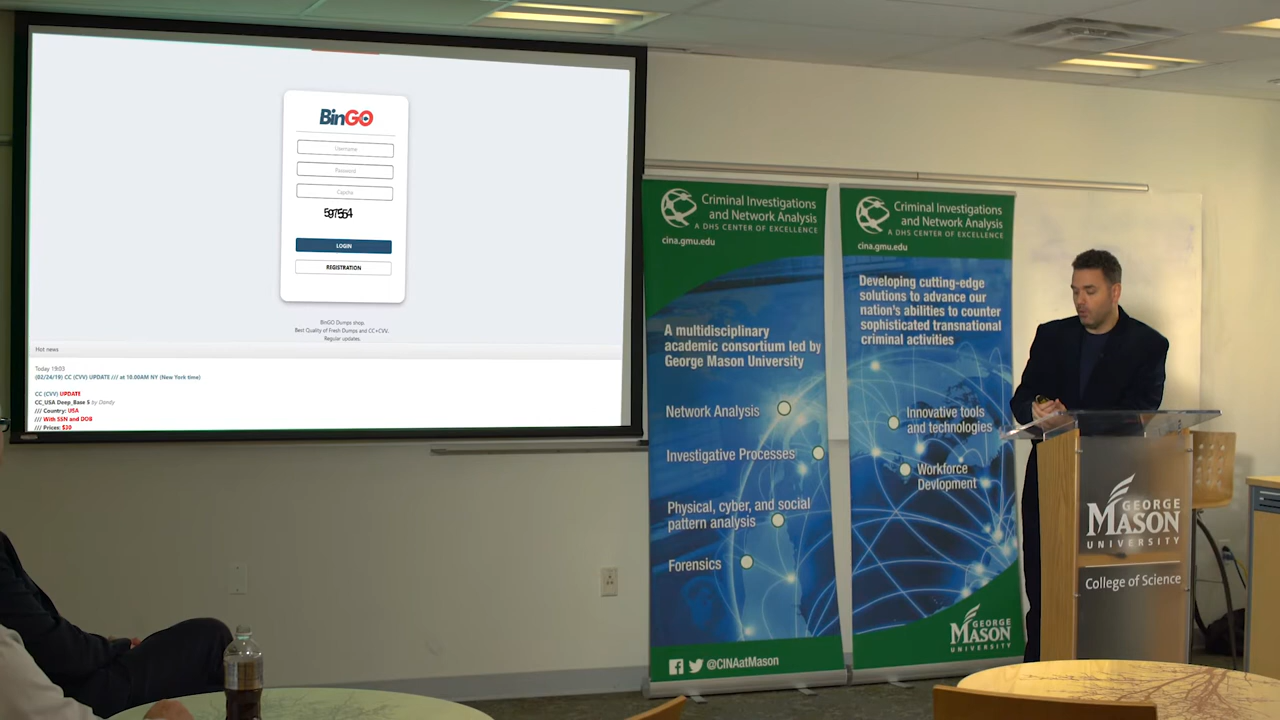 BinGO
Username
Password
Captcha
597564
LOGIN
REGISTRATION
BinGO Dumps shop,
Best Quality of Fresh Dumps and CC+CVV.
Regular updates.
Hot news
Today 19:03
(02/24/19) CC (CVV) UPDATE /// at 10.00AM NY (New York time)
CC (CVV) UPDATE
CC_USA Deep_Base 5 by Dandy
/// Country: USA
/// With SSN and DOB
/// Prices: $20
Criminal Investigations
and Network Analysis
A DHS CENTER OF EXCELLENCE
cina.gmu.edu
A multidisciplinary
academic consortium led by
George Mason University
Network Analysis
Investigative Processes
Physical, cyber, and social
pattern analysis
Forensics
@CINAatMason
Criminal Investigations
and Network Analysis
A DHS CENTER OF EXCELLENCE
cina.gmu.edu
Developing cutting-edge
solutions to advance our
nation's abilities to counter
sophisticated transnational
criminal activities
Innovative tools
and technologies
Workforce
Devlopment
GEORGE
MASON
UNIVERSITY
GEORGE
MASON
UNIVERSITY
College of Science